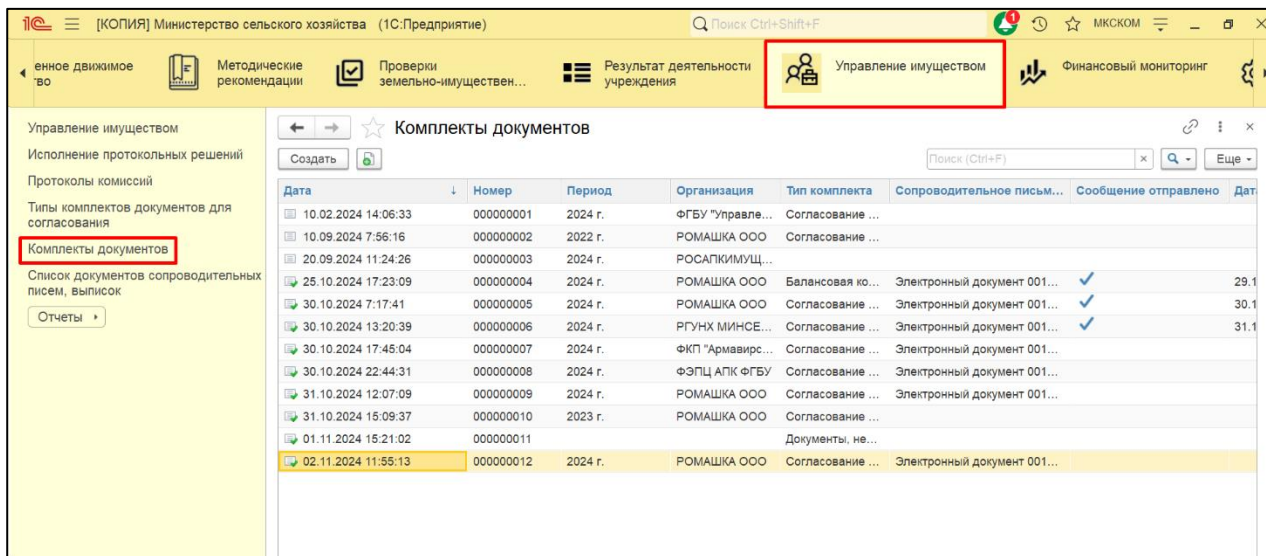 1С [КОПИЯ] Министерство сельского хозяйства (1С:Предприятие) Поиск Ctrl+Shift+F 1 МКСКОМ
енное движимое
во
Методические
рекомендации
Проверки
земельно-имуществен...
Результат деятельности
учреждения
Управление имуществом
Финансовый мониторинг
Управление имуществом
Исполнение протокольных решений
Протоколы комиссий
Типы комплектов документов для
согласования
Комплекты документов
Список документов сопроводительных
писем, выписок
Отчеты
Комплекты документов
Создать Поиск (Ctrl+F) Еще
Дата Номер Период Организация Тип комплекта Сопроводительное письм... Сообщение отправлено Дат
10.02.2024 14:06:33 000000001 2024 г. ФГБУ "Управле... Согласование ...
10.09.2024 7:56:16 000000002 2022 г. РОМАШКА ООО Согласование ...
20.09.2024 11:24:26 000000003 2024 г. РОСАПКИМУЩ...
25.10.2024 17:23:09 000000004 2024 г. РОМАШКА ООО Балансовая ко... Электронный документ 001... 29.1
30.10.2024 7:17:41 000000005 2024 г. РОМАШКА ООО Согласование ... Электронный документ 001... 30.1
30.10.2024 13:20:39 000000006 2024 г. РГУНХ МИНСЕ... Согласование ... Электронный документ 001... 31.1
30.10.2024 17:45:04 000000007 2024 г. ФКП "Армавирс... Согласование ... Электронный документ 001...
30.10.2024 22:44:31 000000008 2024 г. ФЭПЦ АПК ФГБУ Согласование ... Электронный документ 001...
31.10.2024 12:07:09 000000009 2024 г. РОМАШКА ООО Согласование ... Электронный документ 001...
31.10.2024 15:09:37 000000010 2023 г. РОМАШКА ООО Согласование ...
01.11.2024 15:21:02 000000011 Документы, не...
02.11.2024 11:55:13 000000012 2024 г. РОМАШКА ООО Согласование ... Электронный документ 001...